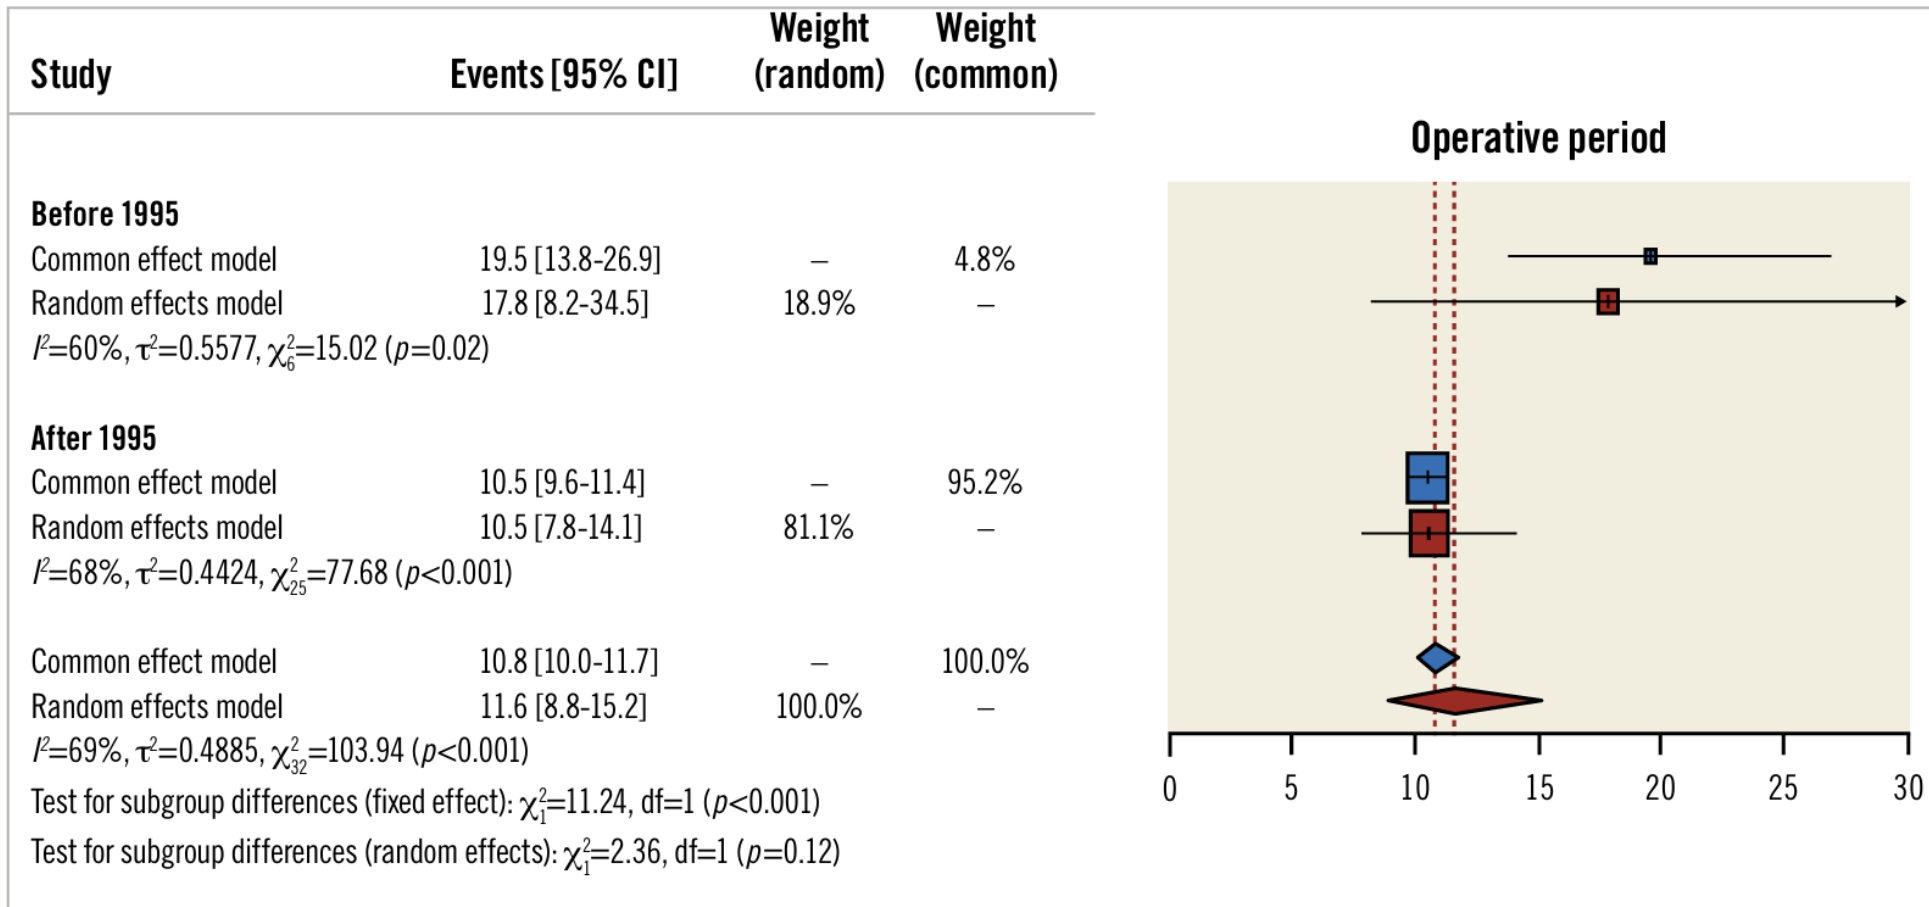 Study Events [95% CI] Weight (random) Weight (common)
Operative period
Before 1995
Common effect model 19.5 [13.8-26.9] – 4.8%
Random effects model 17.8 [8.2-34.5] 18.9% –
I²=60%, τ²=0.5577, χ²₆=15.02 (p=0.02)
After 1995
Common effect model 10.5 [9.6-11.4] – 95.2%
Random effects model 10.5 [7.8-14.1] 81.1% –
I²=68%, τ²=0.4424, χ²₂₅=77.68 (p<0.001)
Common effect model 10.8 [10.0-11.7] – 100.0%
Random effects model 11.6 [8.8-15.2] 100.0% –
I²=69%, τ²=0.4885, χ²₃₂=103.94 (p<0.001)
Test for subgroup differences (fixed effect): χ²₁=11.24, df=1 (p<0.001)
Test for subgroup differences (random effects): χ²₁=2.36, df=1 (p=0.12)
0 5 10 15 20 25 30